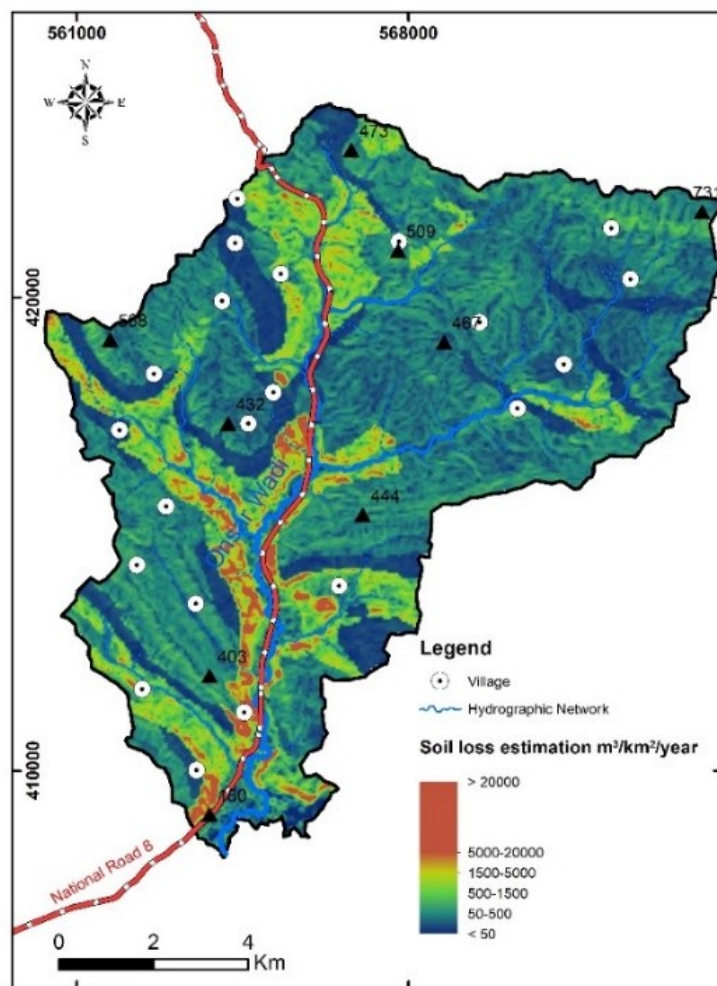 561000 568000
N
W E
S
473
731
509
420000 420000
467
432
444
Legend
Village
403
Hydrographic Network
Soil loss estimation m³/km²/year
> 20000
410000
5000-20000
1500-5000
500-1500
50-500
< 50
National Road 8
0 2 4
Km